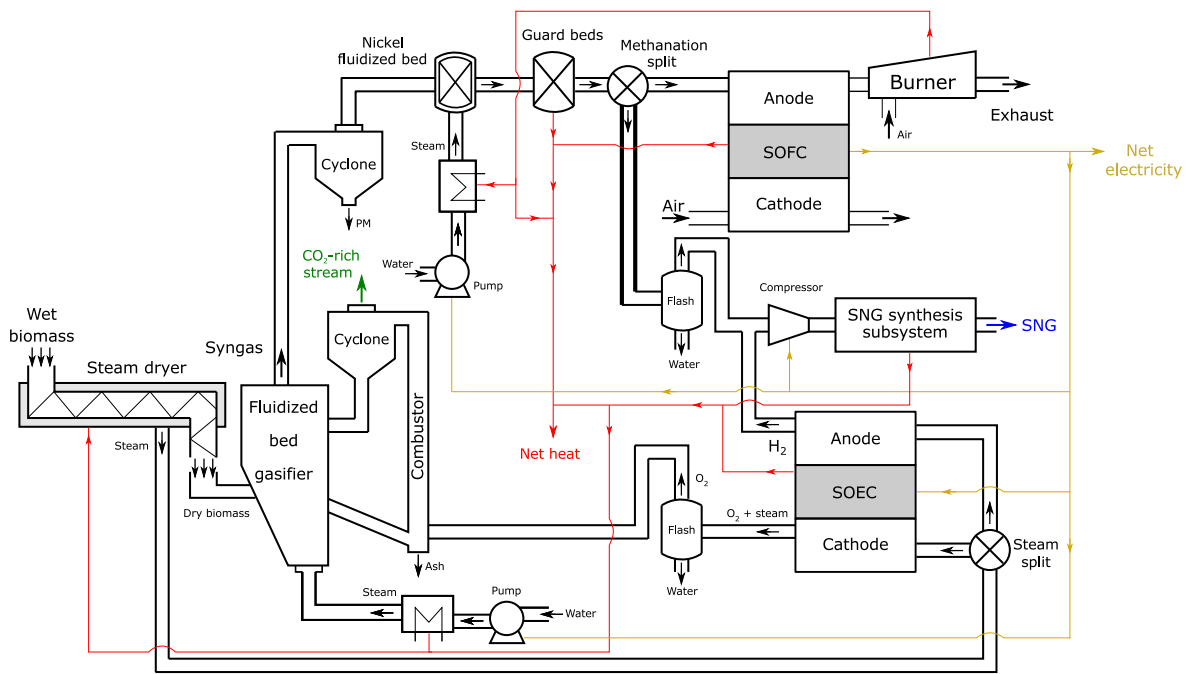 Nickel
fluidized bed
Guard beds
Methanation
split
Burner
Anode
Exhaust
Air
SOFC
Net
electricity
Cyclone
Steam
Cathode
Air
PM
CO₂-rich
stream
Water
Pump
Compressor
Flash
SNG synthesis
subsystem
SNG
Wet
biomass
Cyclone
Syngas
Water
Steam dryer
Fluidized
bed
gasifier
Combustor
Anode
H₂
Steam
Net heat
O₂
SOEC
Dry biomass
O₂ + steam
Flash
Cathode
Steam
split
Ash
Water
Steam
Pump
Water